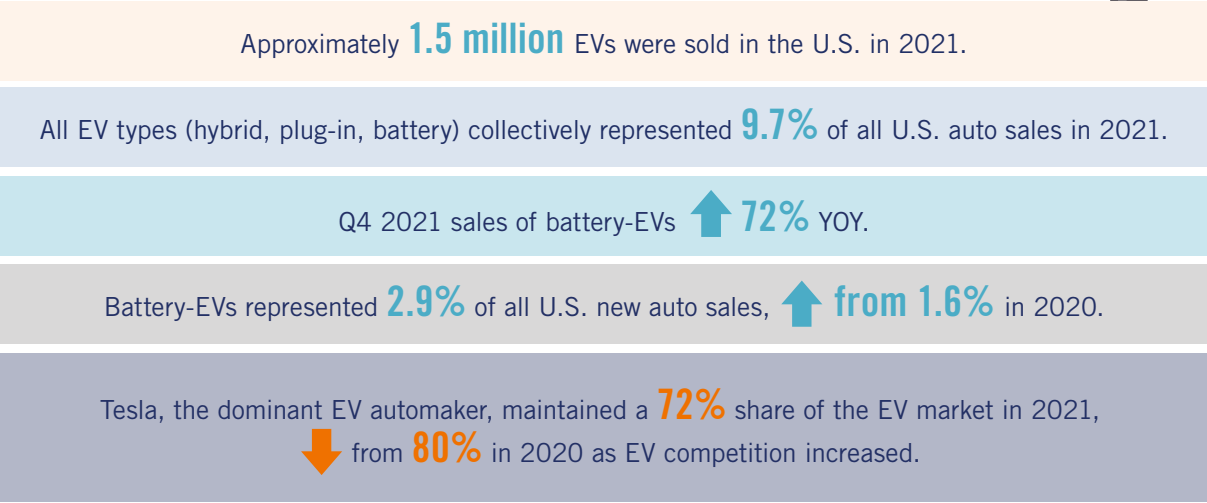 Approximately 1.5 million EVs were sold in the U.S. in 2021.
All EV types (hybrid, plug-in, battery) collectively represented 9.7% of all U.S. auto sales in 2021.
Q4 2021 sales of battery-EVs 72% YOY.
Battery-EVs represented 2.9% of all U.S. new auto sales, from 1.6% in 2020.
Tesla, the dominant EV automaker, maintained a 72% share of the EV market in 2021,
from 80% in 2020 as EV competition increased.